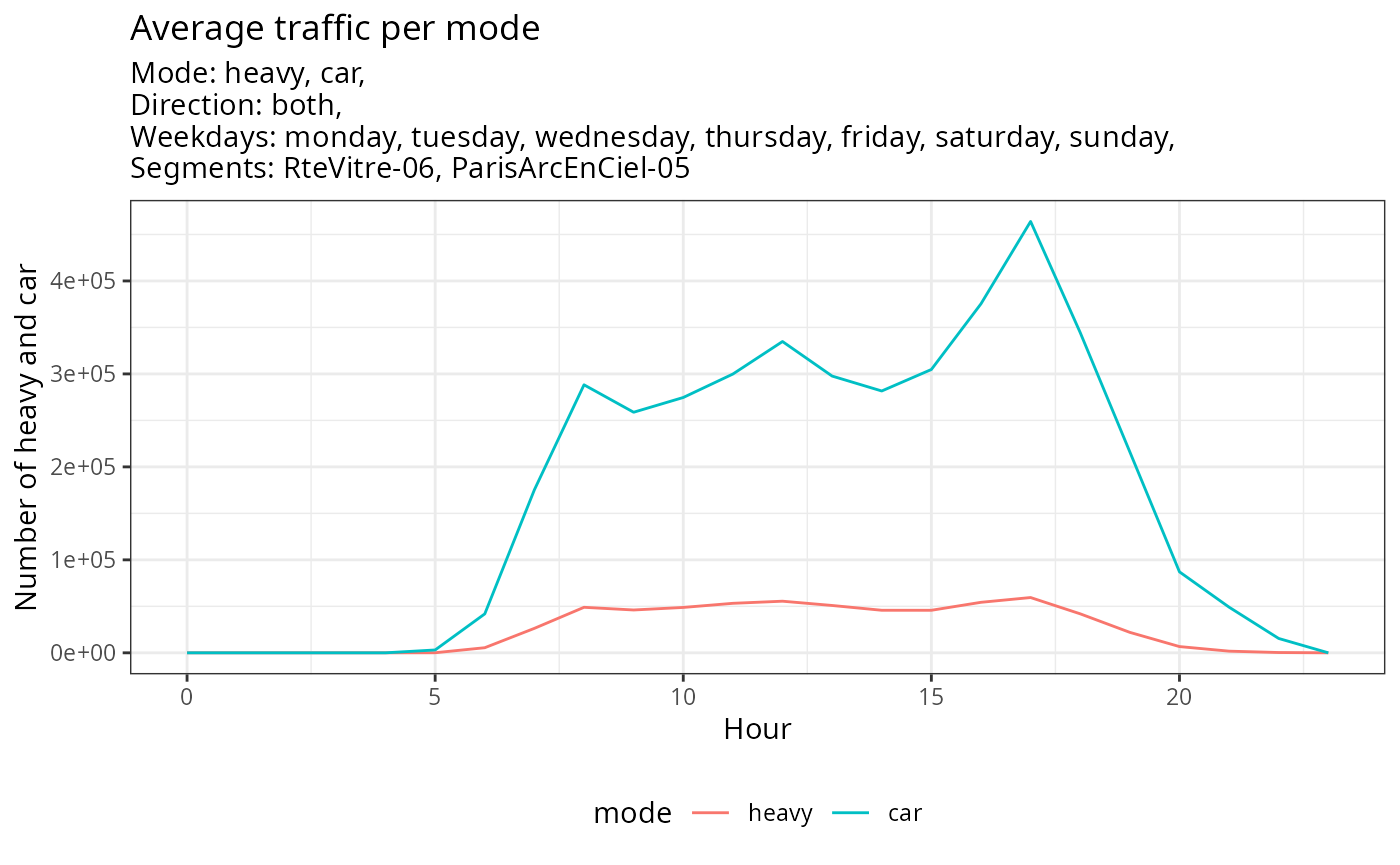 Average traffic per mode
Mode: heavy, car,
Direction: both,
Weekdays: monday, tuesday, wednesday, thursday, friday, saturday, sunday,
Segments: RteVitre-06, ParisArcEnCiel-05
Number of heavy and car
4e+05
3e+05
2e+05
1e+05
0e+00
0 5 10 15 20
Hour
mode heavy car